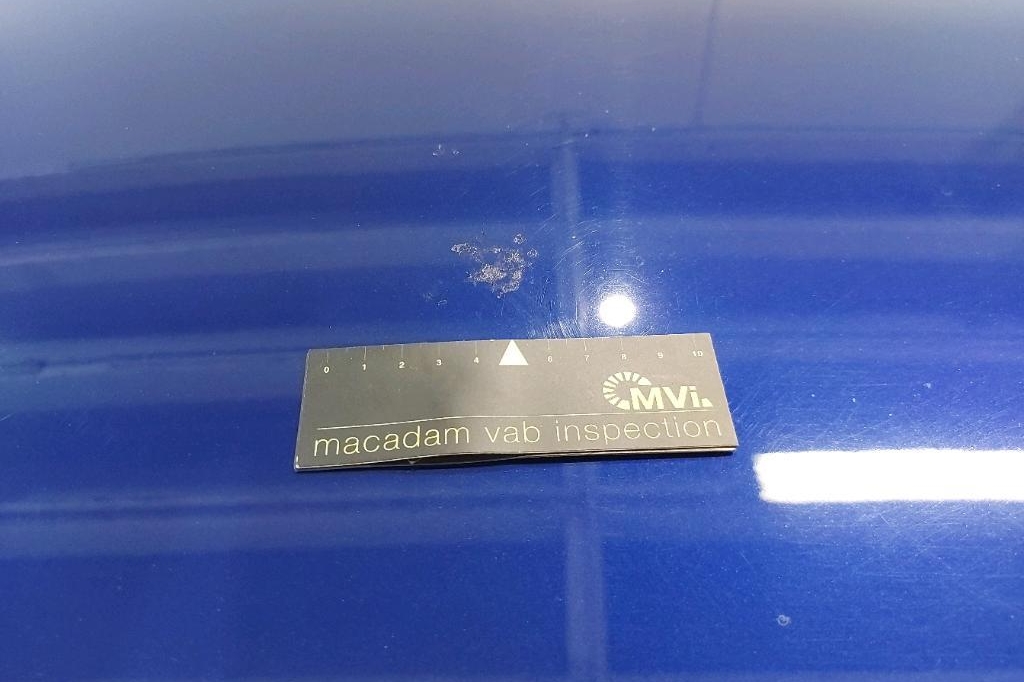 0 1 2 3 4 6 7 8 9 10
MVi
macadam vab inspection